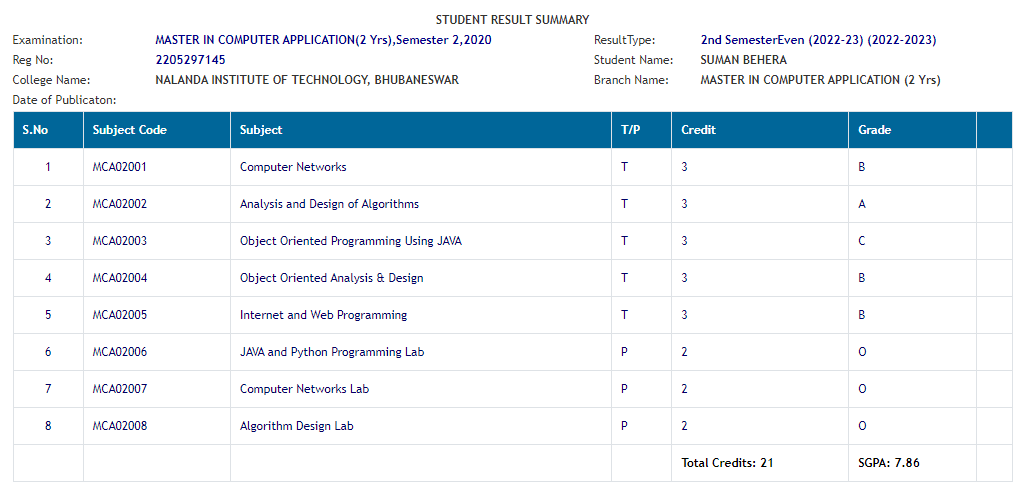 STUDENT RESULT SUMMARY
Examination: MASTER IN COMPUTER APPLICATION(2 Yrs),Semester 2,2020 ResultType: 2nd SemesterEven (2022-23) (2022-2023)
Reg No: 2205297145 Student Name: SUMAN BEHERA
College Name: NALANDA INSTITUTE OF TECHNOLOGY, BHUBANESWAR Branch Name: MASTER IN COMPUTER APPLICATION (2 Yrs)
Date of Publicaton:
S.No Subject Code Subject T/P Credit Grade
1 MCA02001 Computer Networks T 3 B
2 MCA02002 Analysis and Design of Algorithms T 3 A
3 MCA02003 Object Oriented Programming Using JAVA T 3 C
4 MCA02004 Object Oriented Analysis & Design T 3 B
5 MCA02005 Internet and Web Programming T 3 B
6 MCA02006 JAVA and Python Programming Lab P 2 O
7 MCA02007 Computer Networks Lab P 2 O
8 MCA02008 Algorithm Design Lab P 2 O
Total Credits: 21 SGPA: 7.86